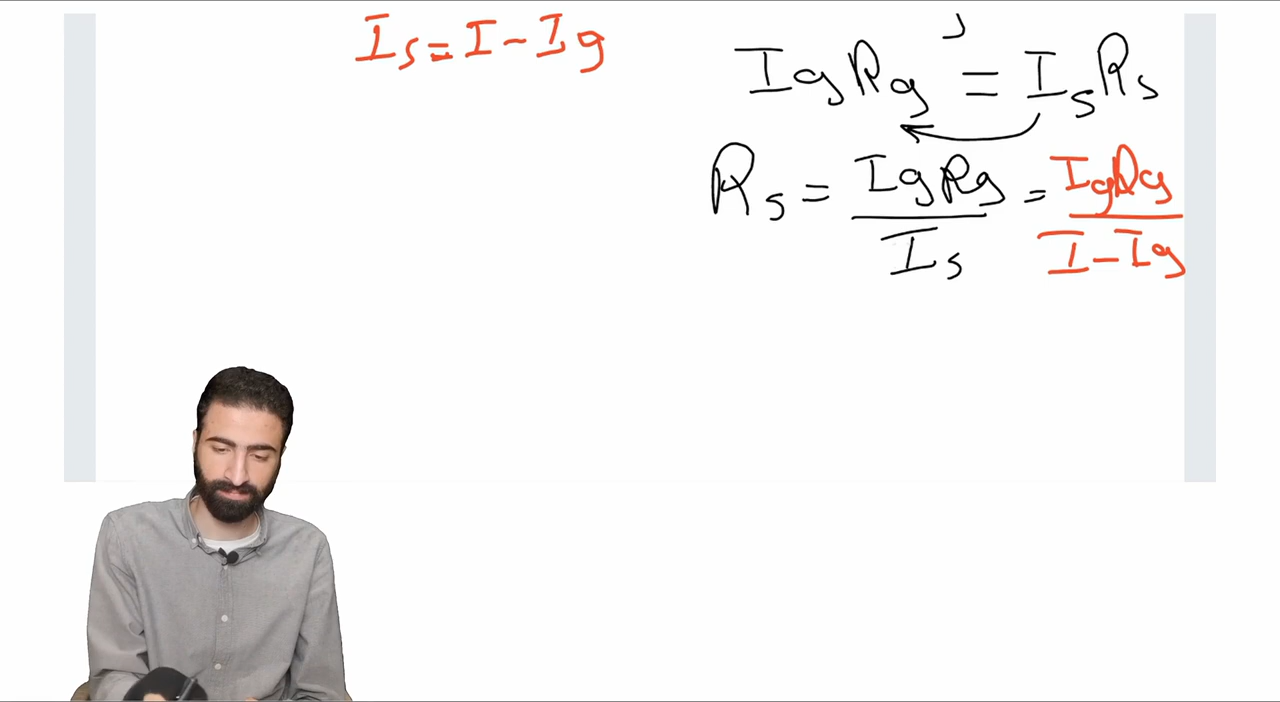 Is = I - Ig
IgRg = IsRs
Rs = IgRg / Is = IgRg / I - Ig